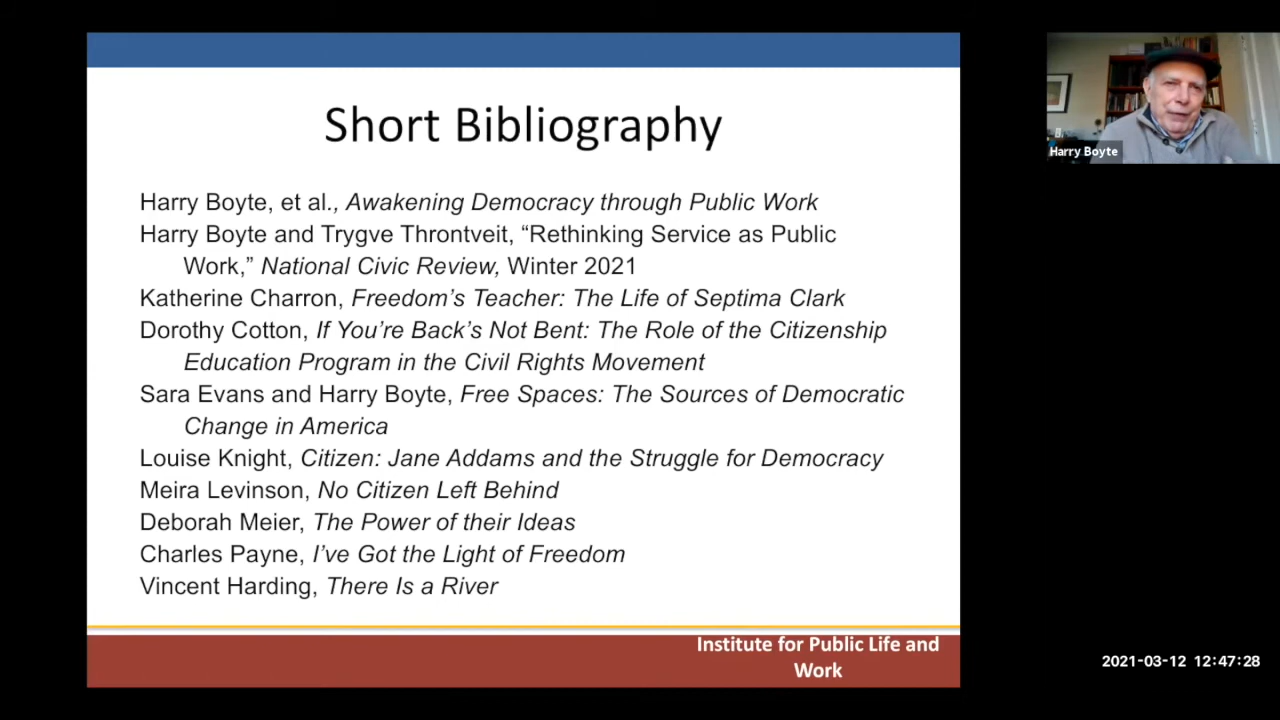 Short Bibliography
Harry Boyte, et al., Awakening Democracy through Public Work
Harry Boyte and Trygve Throntveit, “Rethinking Service as Public
Work,” National Civic Review, Winter 2021
Katherine Charron, Freedom’s Teacher: The Life of Septima Clark
Dorothy Cotton, If You’re Back’s Not Bent: The Role of the Citizenship
Education Program in the Civil Rights Movement
Sara Evans and Harry Boyte, Free Spaces: The Sources of Democratic
Change in America
Louise Knight, Citizen: Jane Addams and the Struggle for Democracy
Meira Levinson, No Citizen Left Behind
Deborah Meier, The Power of their Ideas
Charles Payne, I’ve Got the Light of Freedom
Vincent Harding, There Is a River
Institute for Public Life and
Work
Harry Boyte
2021-03-12 12:47:28